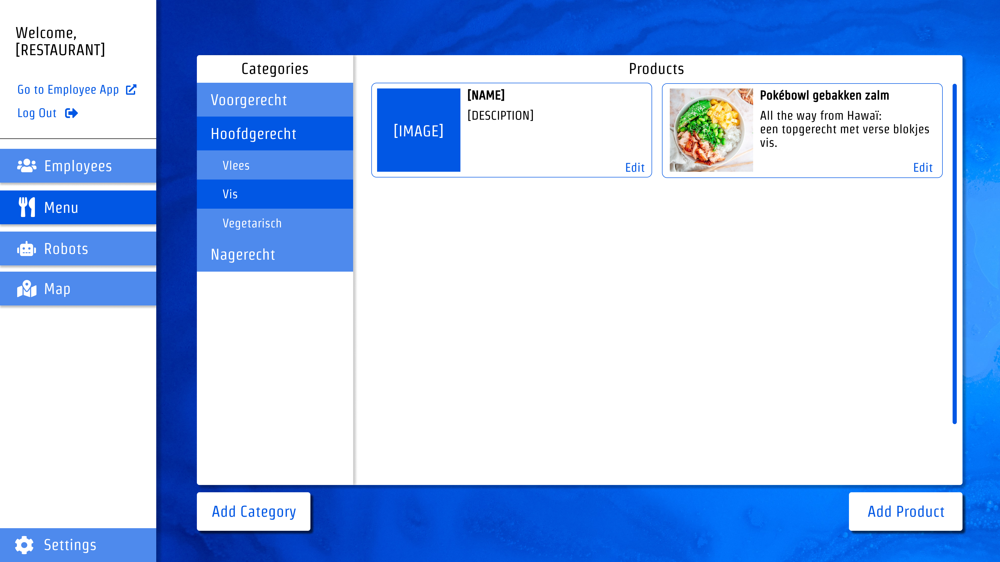 Welcome,
[RESTAURANT]
Go to Employee App
Log Out
Employees
Menu
Robots
Map
Settings
Categories
Voorgerecht
Hoofdgerecht
Vlees
Vis
Vegetarisch
Nagerecht
Products
[IMAGE]
[NAME]
[DESCIPTION]
Edit
Pokébowl gebakken zalm
All the way from Hawaï:
een topgerecht met verse blokjes
vis.
Edit
Add Category
Add Product